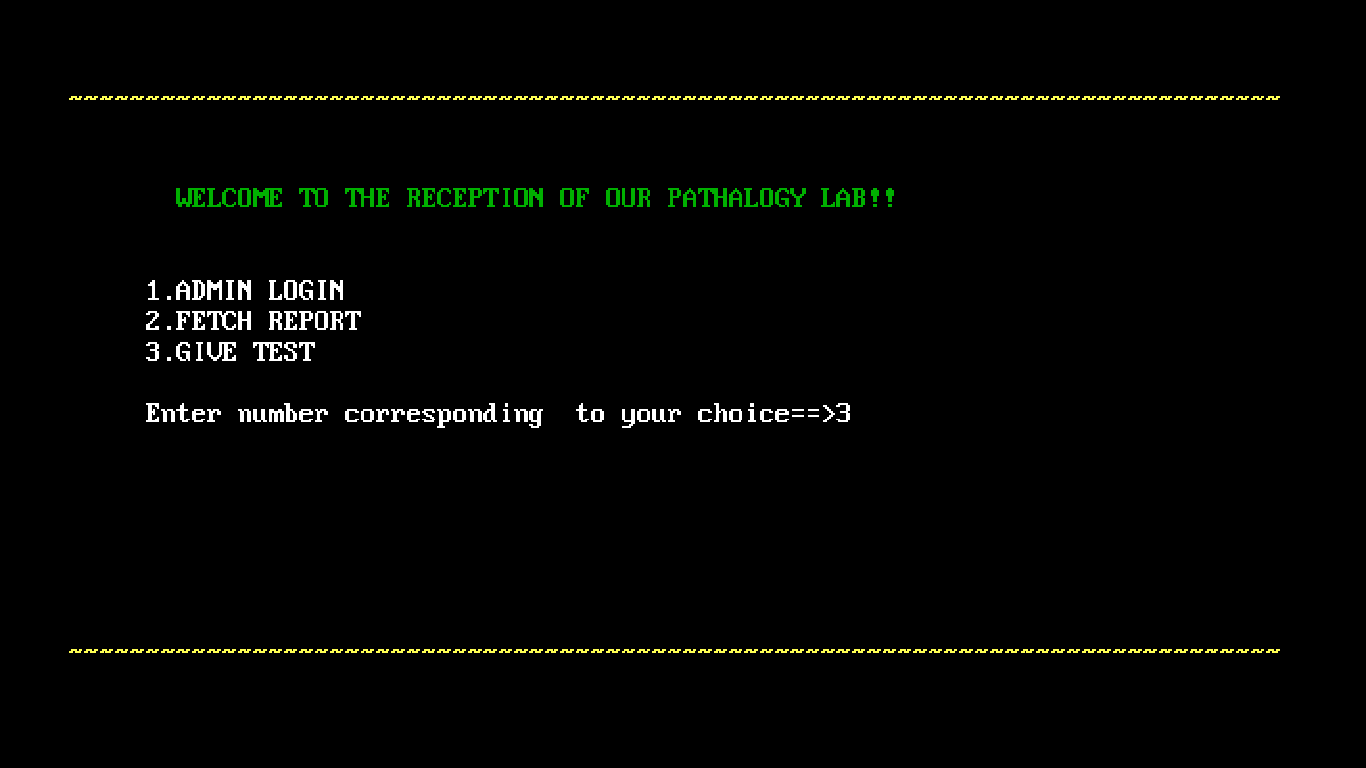 ~~~~~~~~~~~~~~~~~~~~~~~~~~~~~~~~~~~~~~~~~~~~~~~~~~~~~~~~~~~~~~~~~~~~~~~~~~~~~~~
WELCOME TO THE RECEPTION OF OUR PATHALOGY LAB!!
1.ADMIN LOGIN
2.FETCH REPORT
3.GIVE TEST
Enter number corresponding  to your choice==>3
~~~~~~~~~~~~~~~~~~~~~~~~~~~~~~~~~~~~~~~~~~~~~~~~~~~~~~~~~~~~~~~~~~~~~~~~~~~~~~~